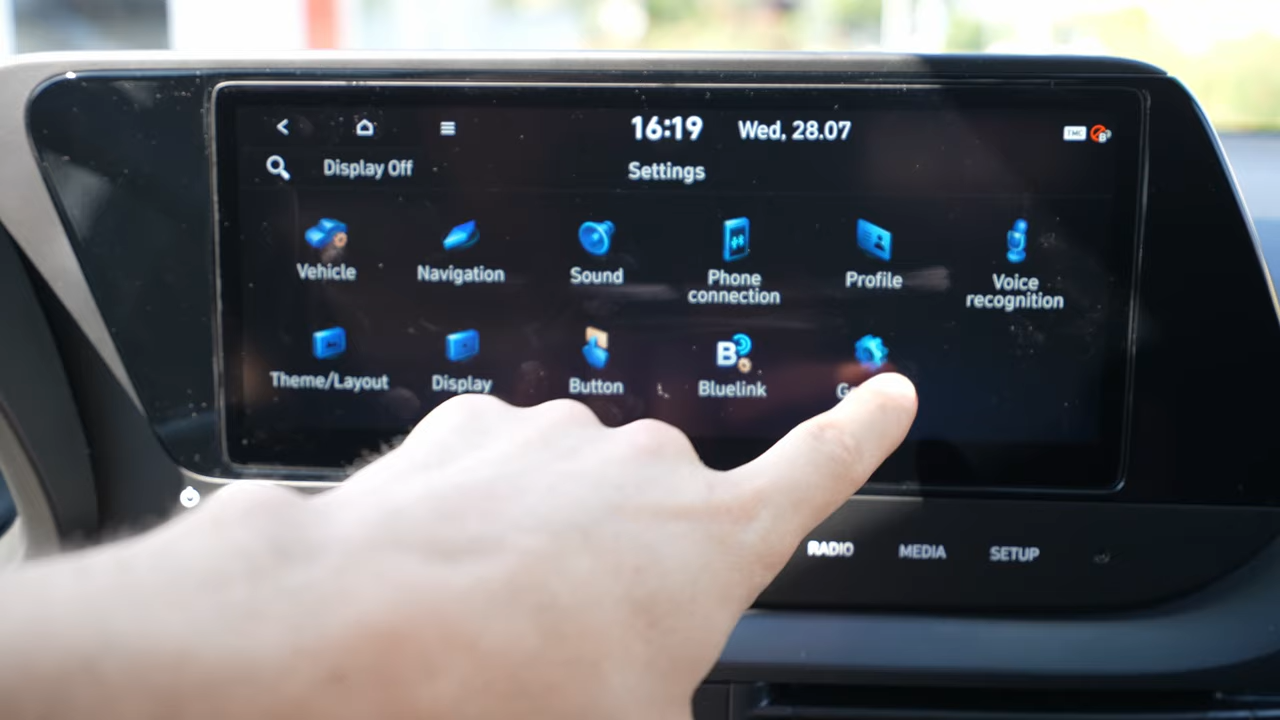 16:19 Wed, 28.07
TMC
Display Off
Settings
Vehicle
Navigation
Sound
Phone
connection
Profile
Voice
recognition
Theme/Layout
Display
Button
B
Bluelink
RADIO
MEDIA
SETUP